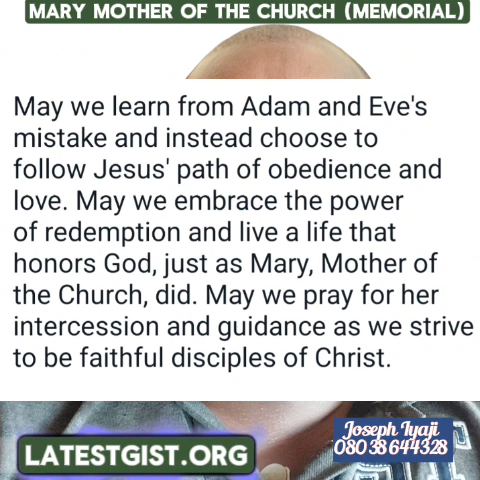 MARY MOTHER OF THE CHURCH (MEMORIAL)
May we learn from Adam and Eve's
mistake and instead choose to
follow Jesus' path of obedience and
love. May we embrace the power
of redemption and live a life that
honors God, just as Mary, Mother of
the Church, did. May we pray for her
intercession and guidance as we strive
to be faithful disciples of Christ.
Joseph Iyaji
080 38 644328
LATESTGIST.ORG